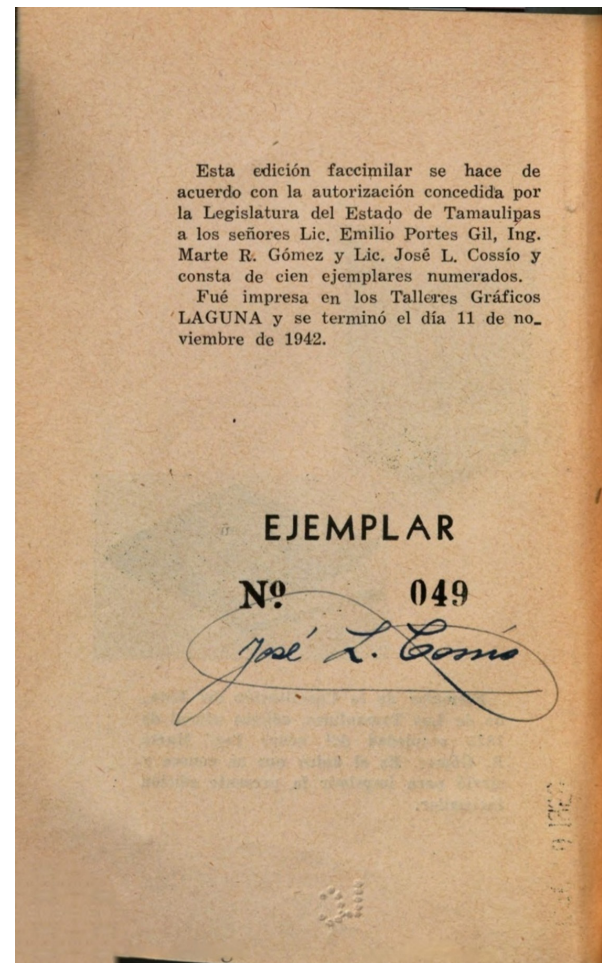 Esta edición faccimilar se hace de
acuerdo con la autorización concedida por
la Legislatura del Estado de Tamaulipas
a los señores Lic. Emilio Portes Gil, Ing.
Marte R. Gómez y Lic. José L. Cossío y
consta de cien ejemplares numerados.
Fué impresa en los Talleres Gráficos
LAGUNA y se terminó el día 11 de no_
viembre de 1942.
EJEMPLAR
Nº 049
José L. Cossío